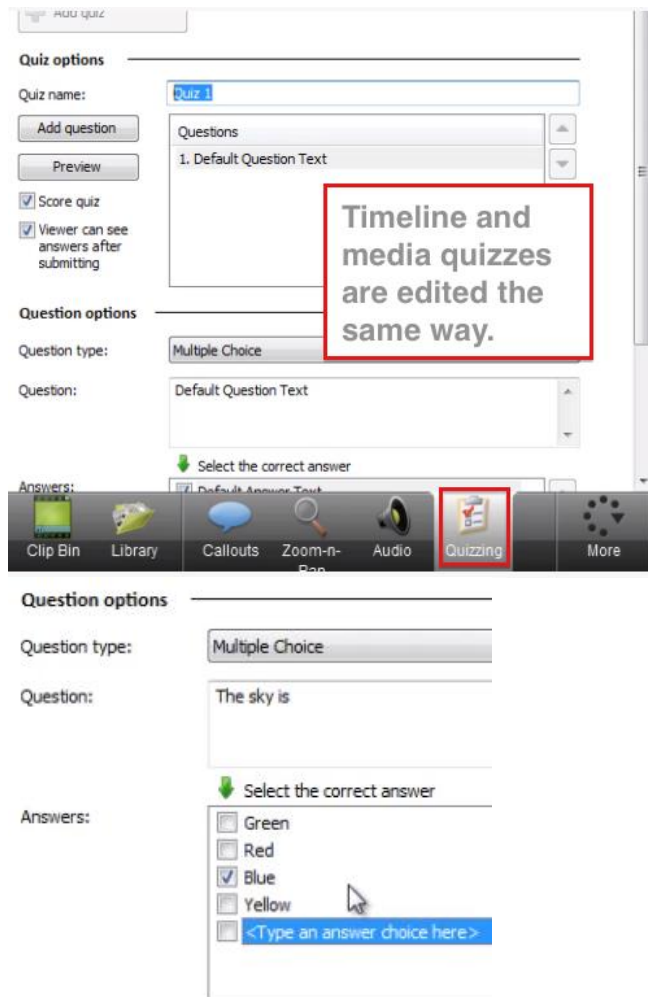 Add quiz
Quiz options
Quiz name:
Quiz 1
Add question
Questions
Preview
1. Default Question Text
Score quiz
Viewer can see
answers after
submitting
Timeline and
media quizzes
are edited the
same way.
Question options
Question type:
Multiple Choice
Question:
Default Question Text
Select the correct answer
Answers:
Default Answer Text
Clip Bin
Library
Callouts
Zoom-n-
Pan
Audio
Quizzing
More
Question options
Question type:
Multiple Choice
Question:
The sky is
Select the correct answer
Answers:
Green
Red
Blue
Yellow
<Type an answer choice here>